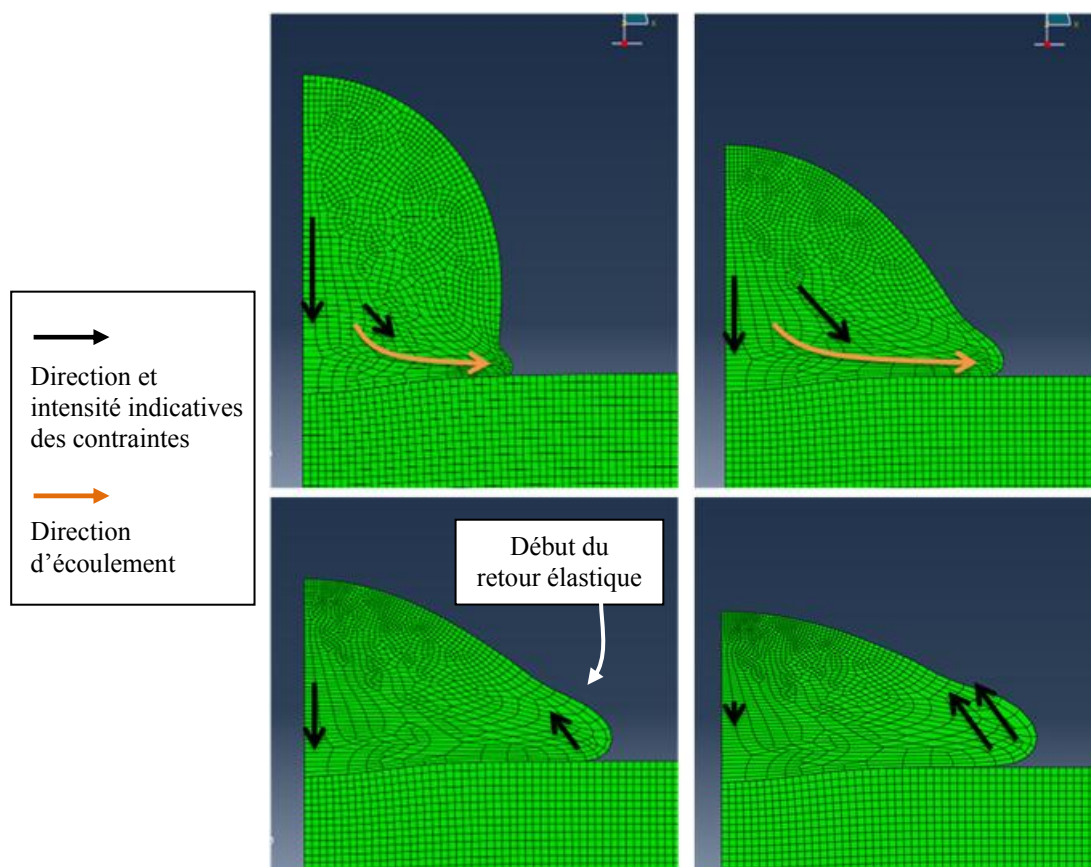 Direction et
intensité indicatives
des contraintes
Direction
d'écoulement
Début du
retour élastique